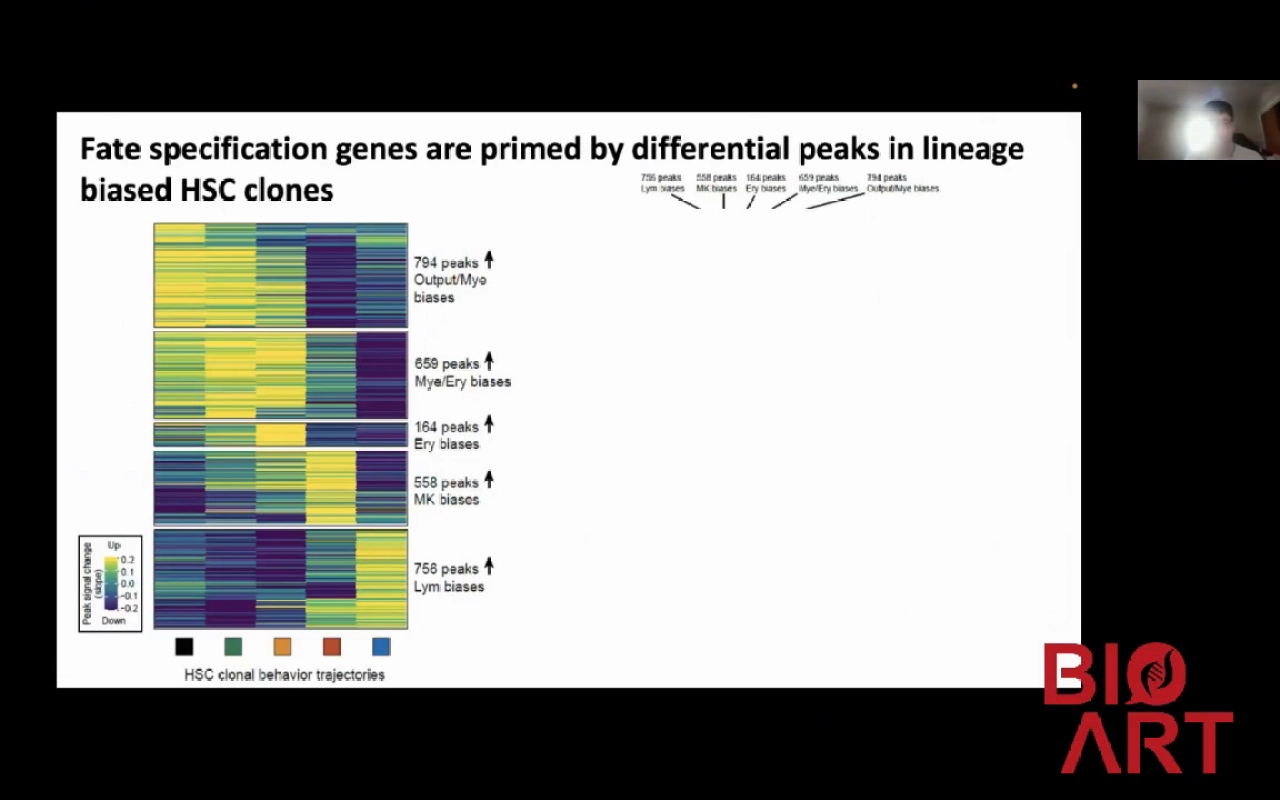 Fate specification genes are primed by differential peaks in lineage
biased HSC clones
756 peaks
Lym biases
558 peaks
MK biases
164 peaks
Ery biases
659 peaks
Mye/Ery biases
794 peaks
Output/Mye biases
794 peaks
Output/Mye
biases
659 peaks
Mye/Ery biases
164 peaks
Ery biases
558 peaks
MK biases
756 peaks
Lym biases
Peak signal change
(slope)
Up
0.2
0.1
0.0
-0.1
-0.2
Down
HSC clonal behavior trajectories
BIO
ART